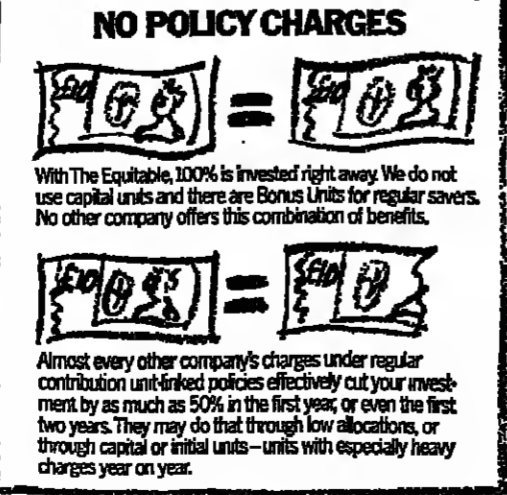 NO POLICY CHARGES
£10 £10
With The Equitable, 100% is invested right away. We do not
use capital units and there are Bonus Units for regular savers.
No other company offers this combination of benefits.
£10 £10
Almost every other company's charges under regular
contribution unit-linked policies effectively cut your invest-
ment by as much as 50% in the first year, or even the first
two years. They may do that through low allocations, or
through capital or initial units—units with especially heavy
charges year on year.